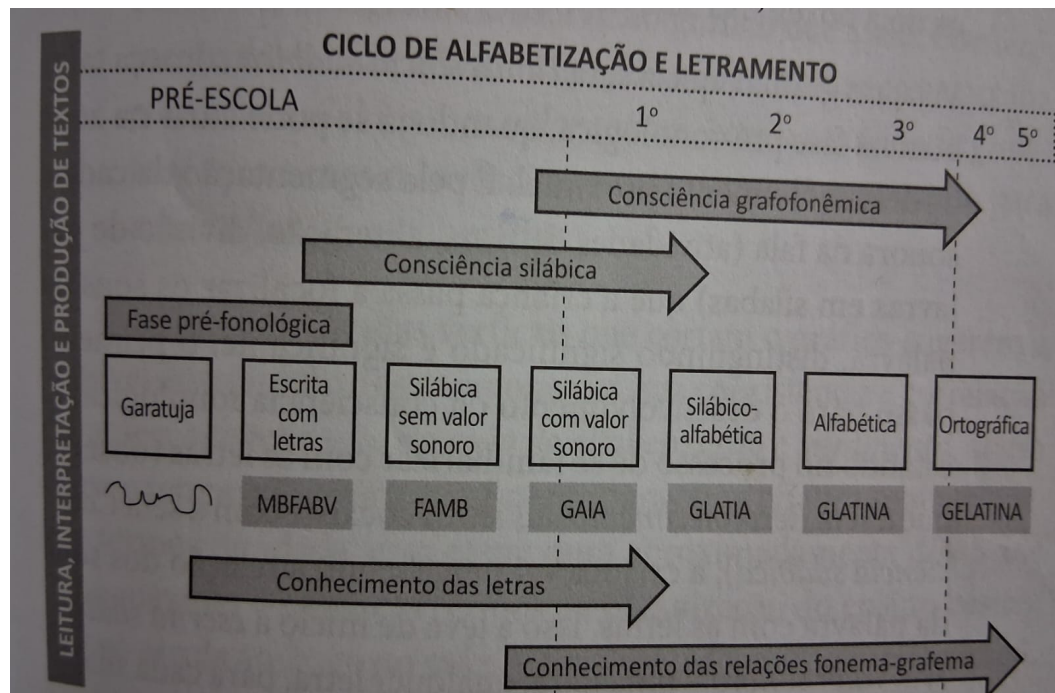 CICLO DE ALFABETIZAÇÃO E LETRAMENTO
PRÉ-ESCOLA
1º 2º 3º 4º 5º
LEITURA, INTERPRETAÇÃO E PRODUÇÃO DE TEXTOS
Consciência grafofonêmica
Consciência silábica
Fase pré-fonológica
Garatuja
Escrita
com
letras
Silábica
sem valor
sonoro
Silábica
com valor
sonoro
Silábico-
alfabética
Alfabética
Ortográfica
MBFABV
FAMB
GAIA
GLATIA
GLATINA
GELATINA
Conhecimento das letras
Conhecimento das relações fonema-grafema